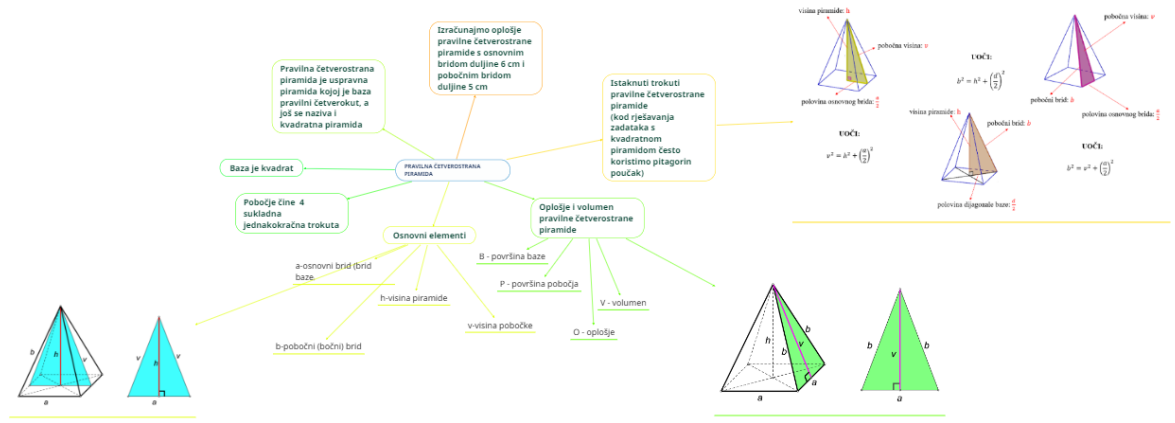 Izračunajmo oplošje
pravilne četverostrane
piramide s osnovnim
bridom duljine 6 cm i
pobočnim bridom
duljine 5 cm
Pravilna četverostrana
piramida je uspravna
piramida kojoj je baza
pravilni četverokut, a
još se naziva i
kvadratna piramida
Istaknuti trokuti
pravilne četverostrane
piramide
(kod rješavanja
zadataka s
kvadratnom
piramidom često
koristimo pitagorin
poučak)
Baza je kvadrat
PRAVILNA ČETVEROSTRANA
PIRAMIDA
Pobočje čine 4
sukladna
jednakokračna trokuta
Osnovni elementi
Oplošje i volumen
pravilne četverostrane
piramide
a-osnovni brid (brid
baze
h-visina piramide
b-pobočni (bočni) brid
v-visina pobočke
B - površina baze
P - površina pobočja
V - volumen
O - oplošje
visina piramide: h
pobočna visina: v
polovina osnovnog brida: a/2
UOČI:
v² = h² + (a/2)²
visina piramide: h
pobočni brid: b
polovina dijagonale baze: d/2
UOČI:
b² = h² + (d/2)²
pobočna visina: v
pobočni brid: b
polovina osnovnog brida: a/2
UOČI:
b² = v² + (a/2)²
b
h
v
a
v
h
v
a
h
b
v
b
a
a
b
v
b
a